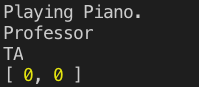 Playing Piano.
Professor
TA
[ 0, 0 ]